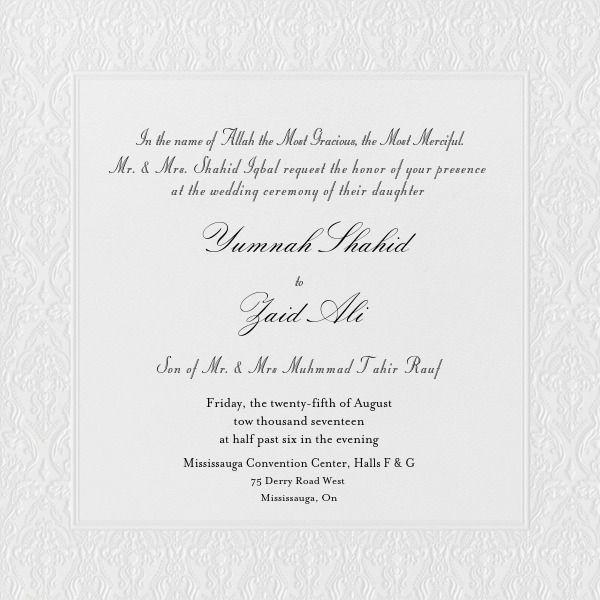 In the name of Allah the Most Gracious, the Most Merciful.
Mr. & Mrs. Shahid Iqbal request the honor of your presence
at the wedding ceremony of their daughter
Yumnah Shahid
to
Zaid Ali
Son of Mr. & Mrs Muhmmad Tahir Rauf
Friday, the twenty-fifth of August
tow thousand seventeen
at half past six in the evening
Mississauga Convention Center, Halls F & G
75 Derry Road West
Mississauga, On